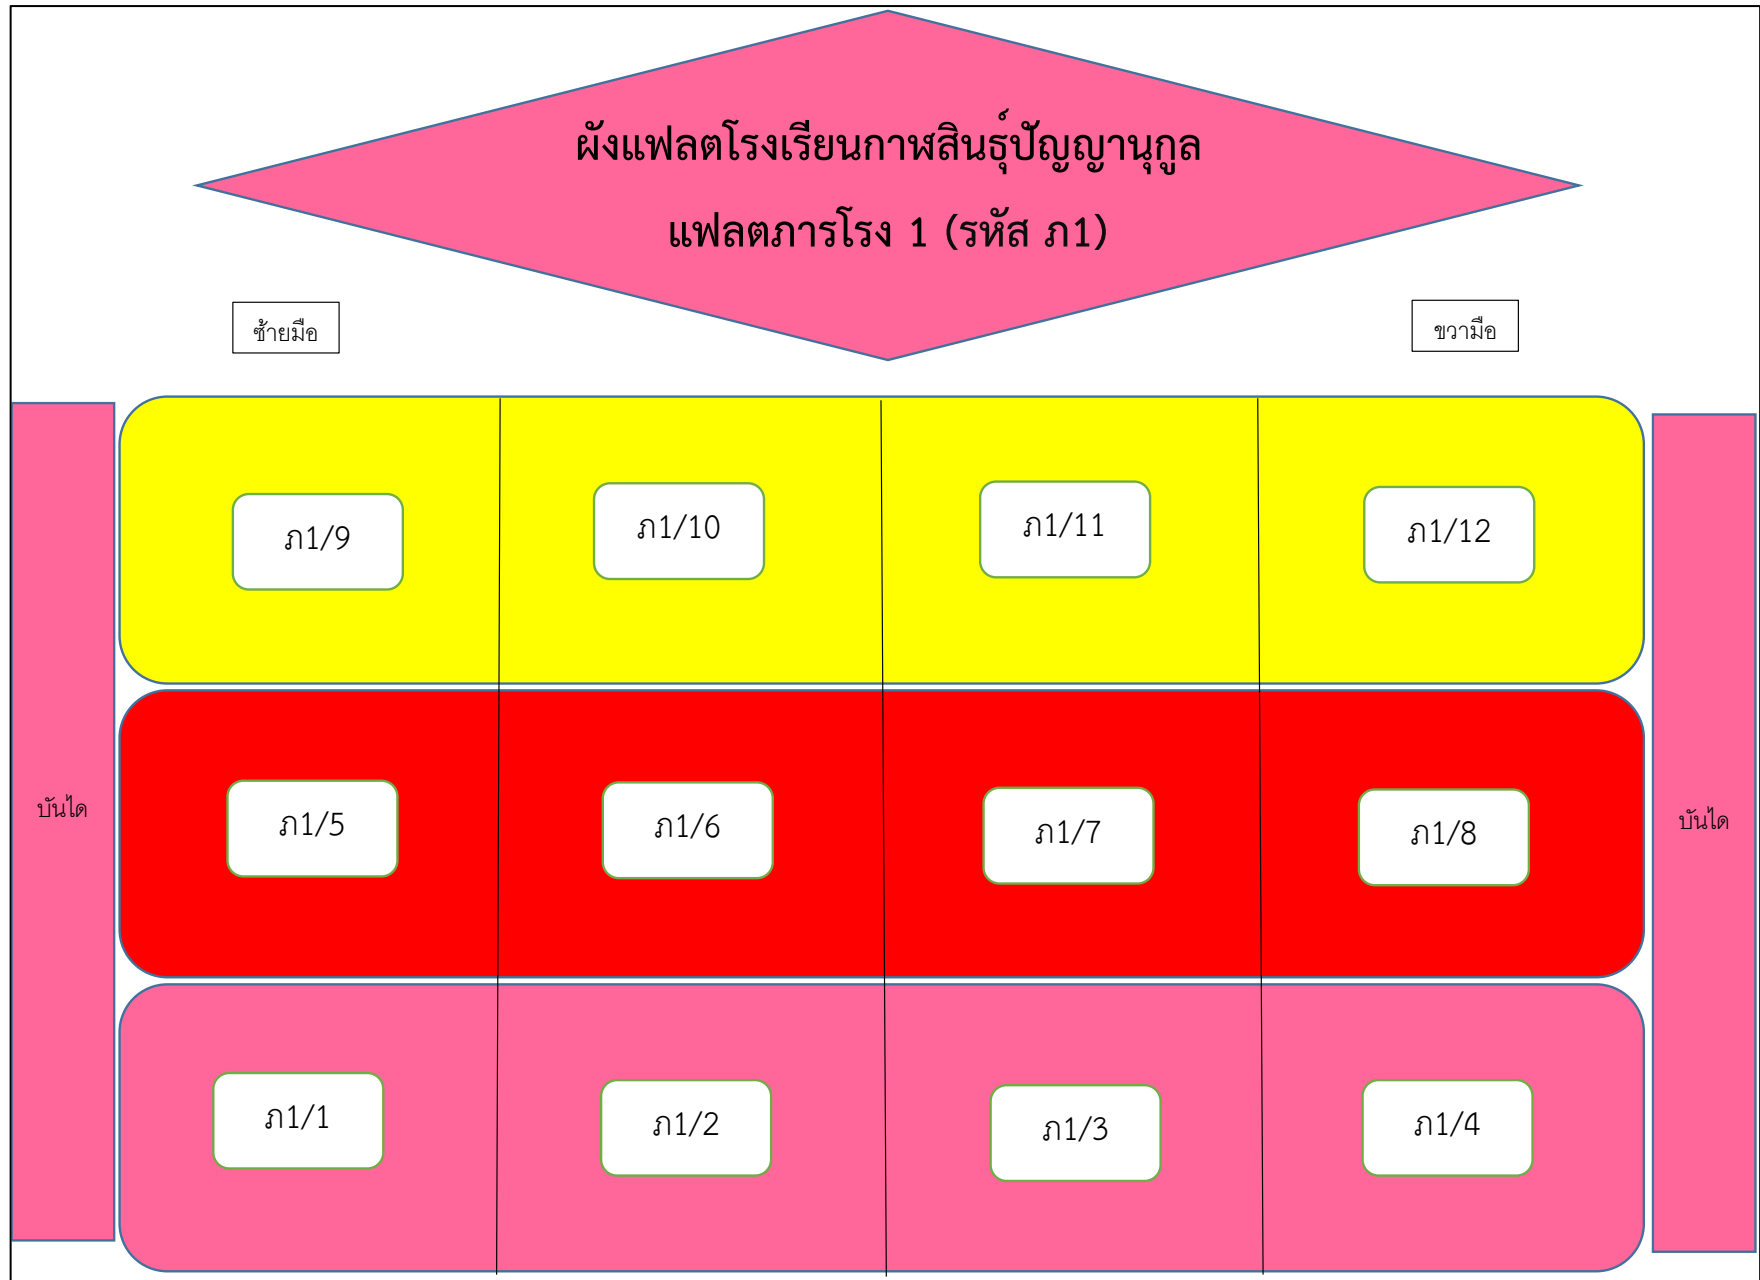 ผังแฟลตโรงเรียนกาฬสินธุ์ปัญญานุกูล
แฟลตภารโรง 1 (รหัส ภ1)
ซ้ายมือ
ขวามือ
ภ1/9
ภ1/10
ภ1/11
ภ1/12
บันได
ภ1/5
ภ1/6
ภ1/7
ภ1/8
บันได
ภ1/1
ภ1/2
ภ1/3
ภ1/4